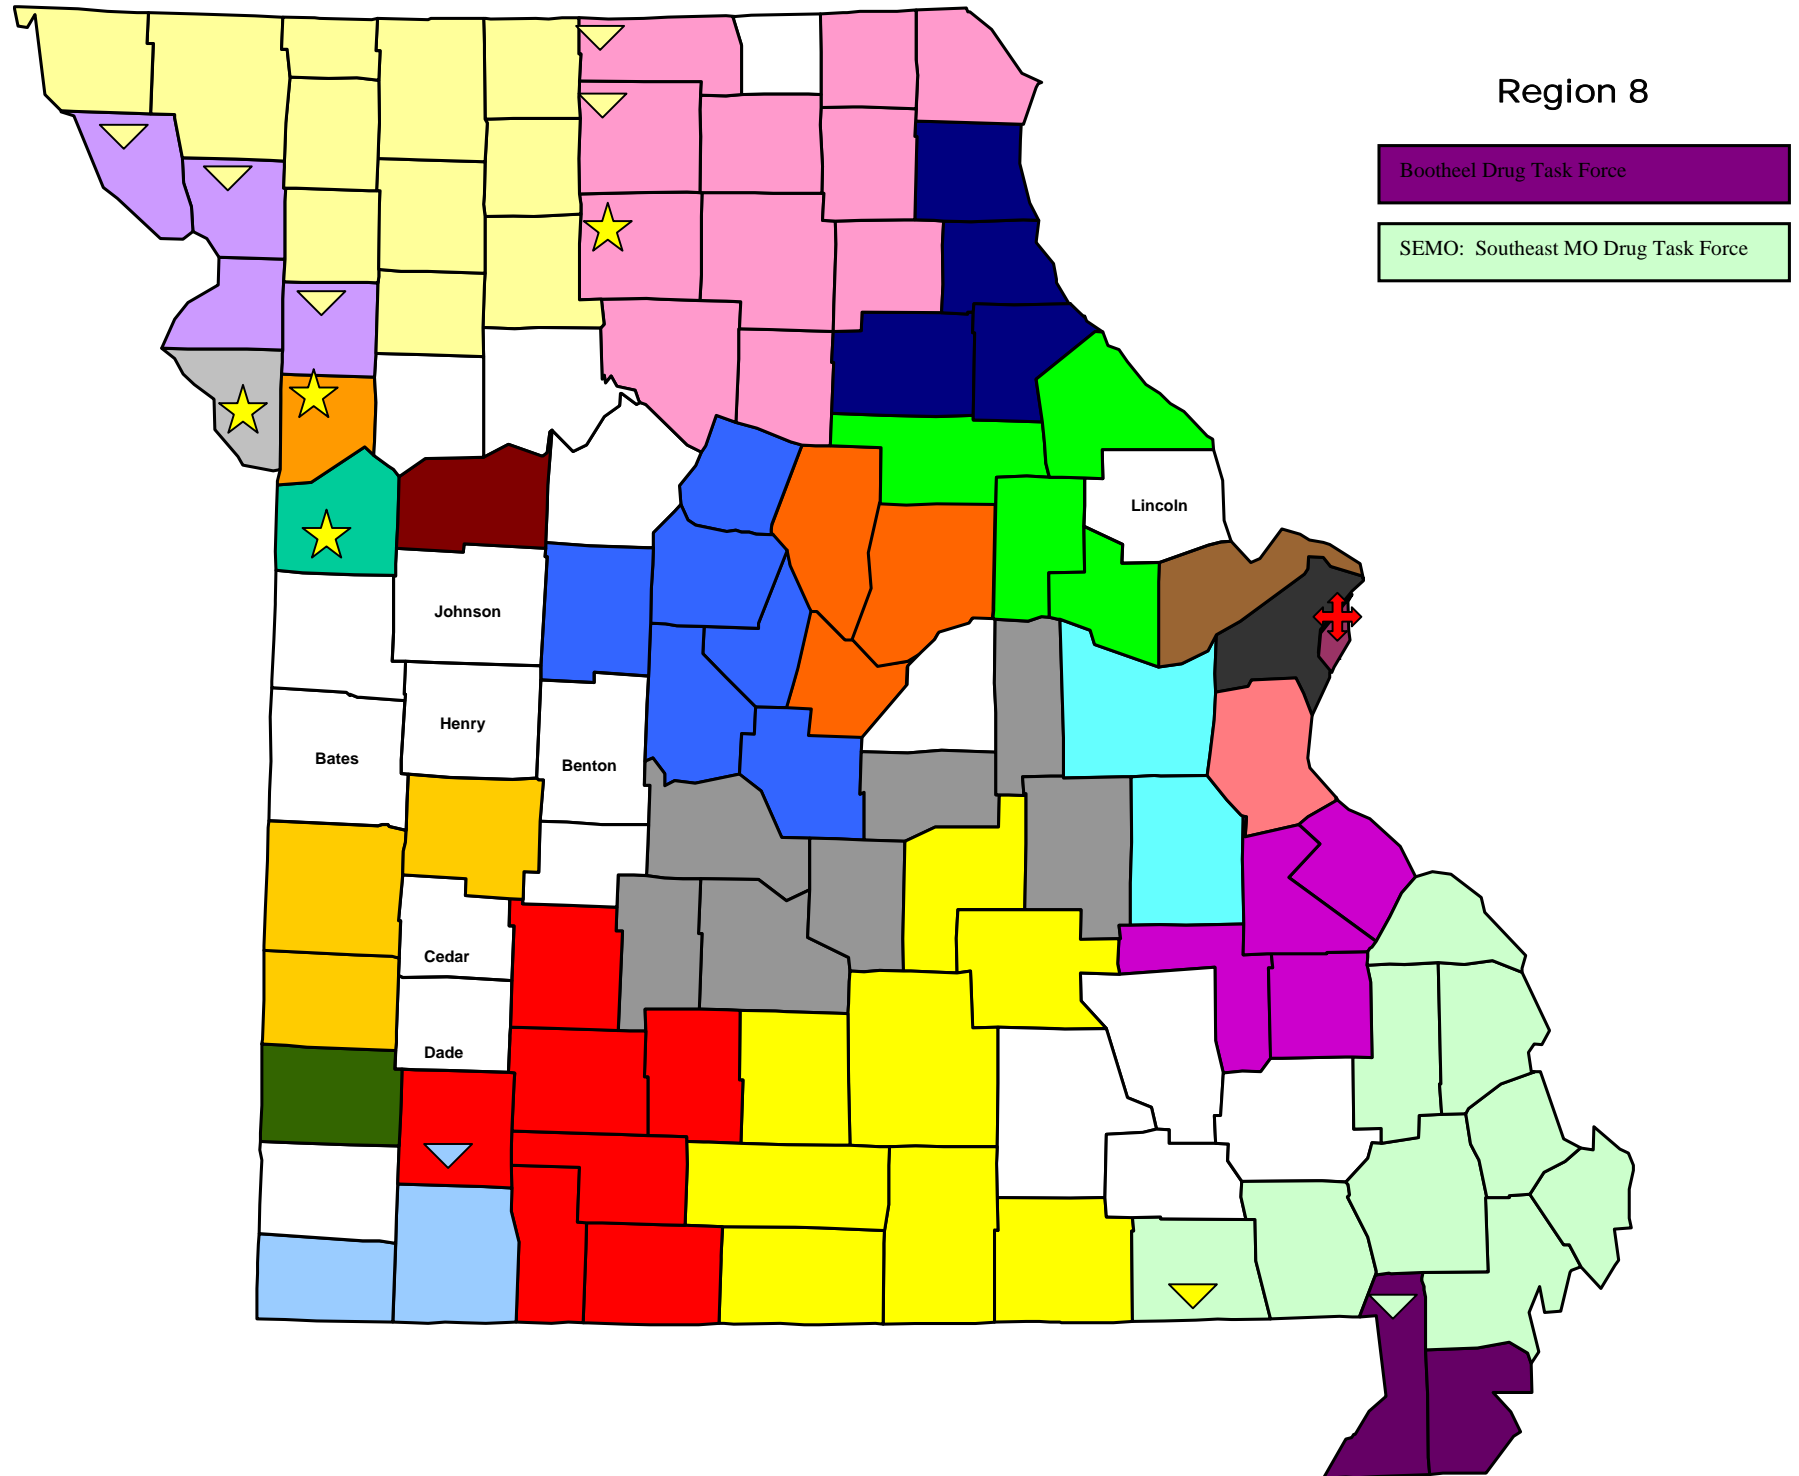 Region 8
Bootheel Drug Task Force
SEMO: Southeast MO Drug Task Force
Lincoln
Johnson
Henry
Bates
Benton
Cedar
Dade